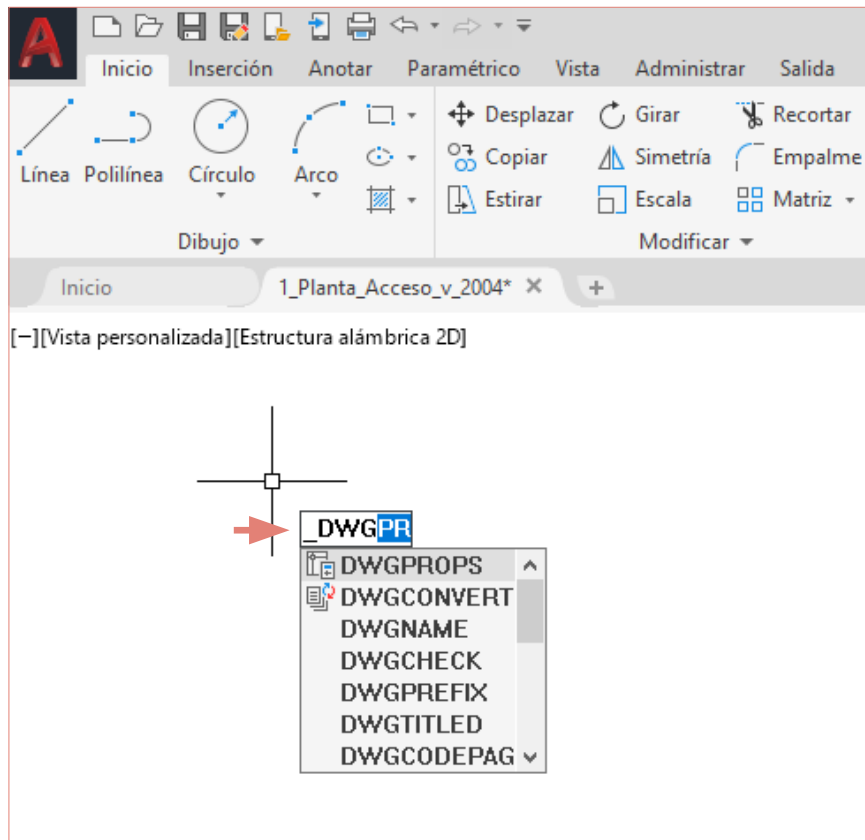 Inicio Inserción Anotar Paramétrico Vista Administrar Salida
Línea Polilínea Círculo Arco
Desplazar Girar Recortar
Copiar Simetría Empalme
Estirar Escala Matriz
Dibujo Modificar
Inicio 1_Planta_Acceso_v_2004*
[−][Vista personalizada][Estructura alámbrica 2D]
_DWGPR
DWGPROPS
DWGCONVERT
DWGNAME
DWGCHECK
DWGPREFIX
DWGTITLED
DWGCODEPAG